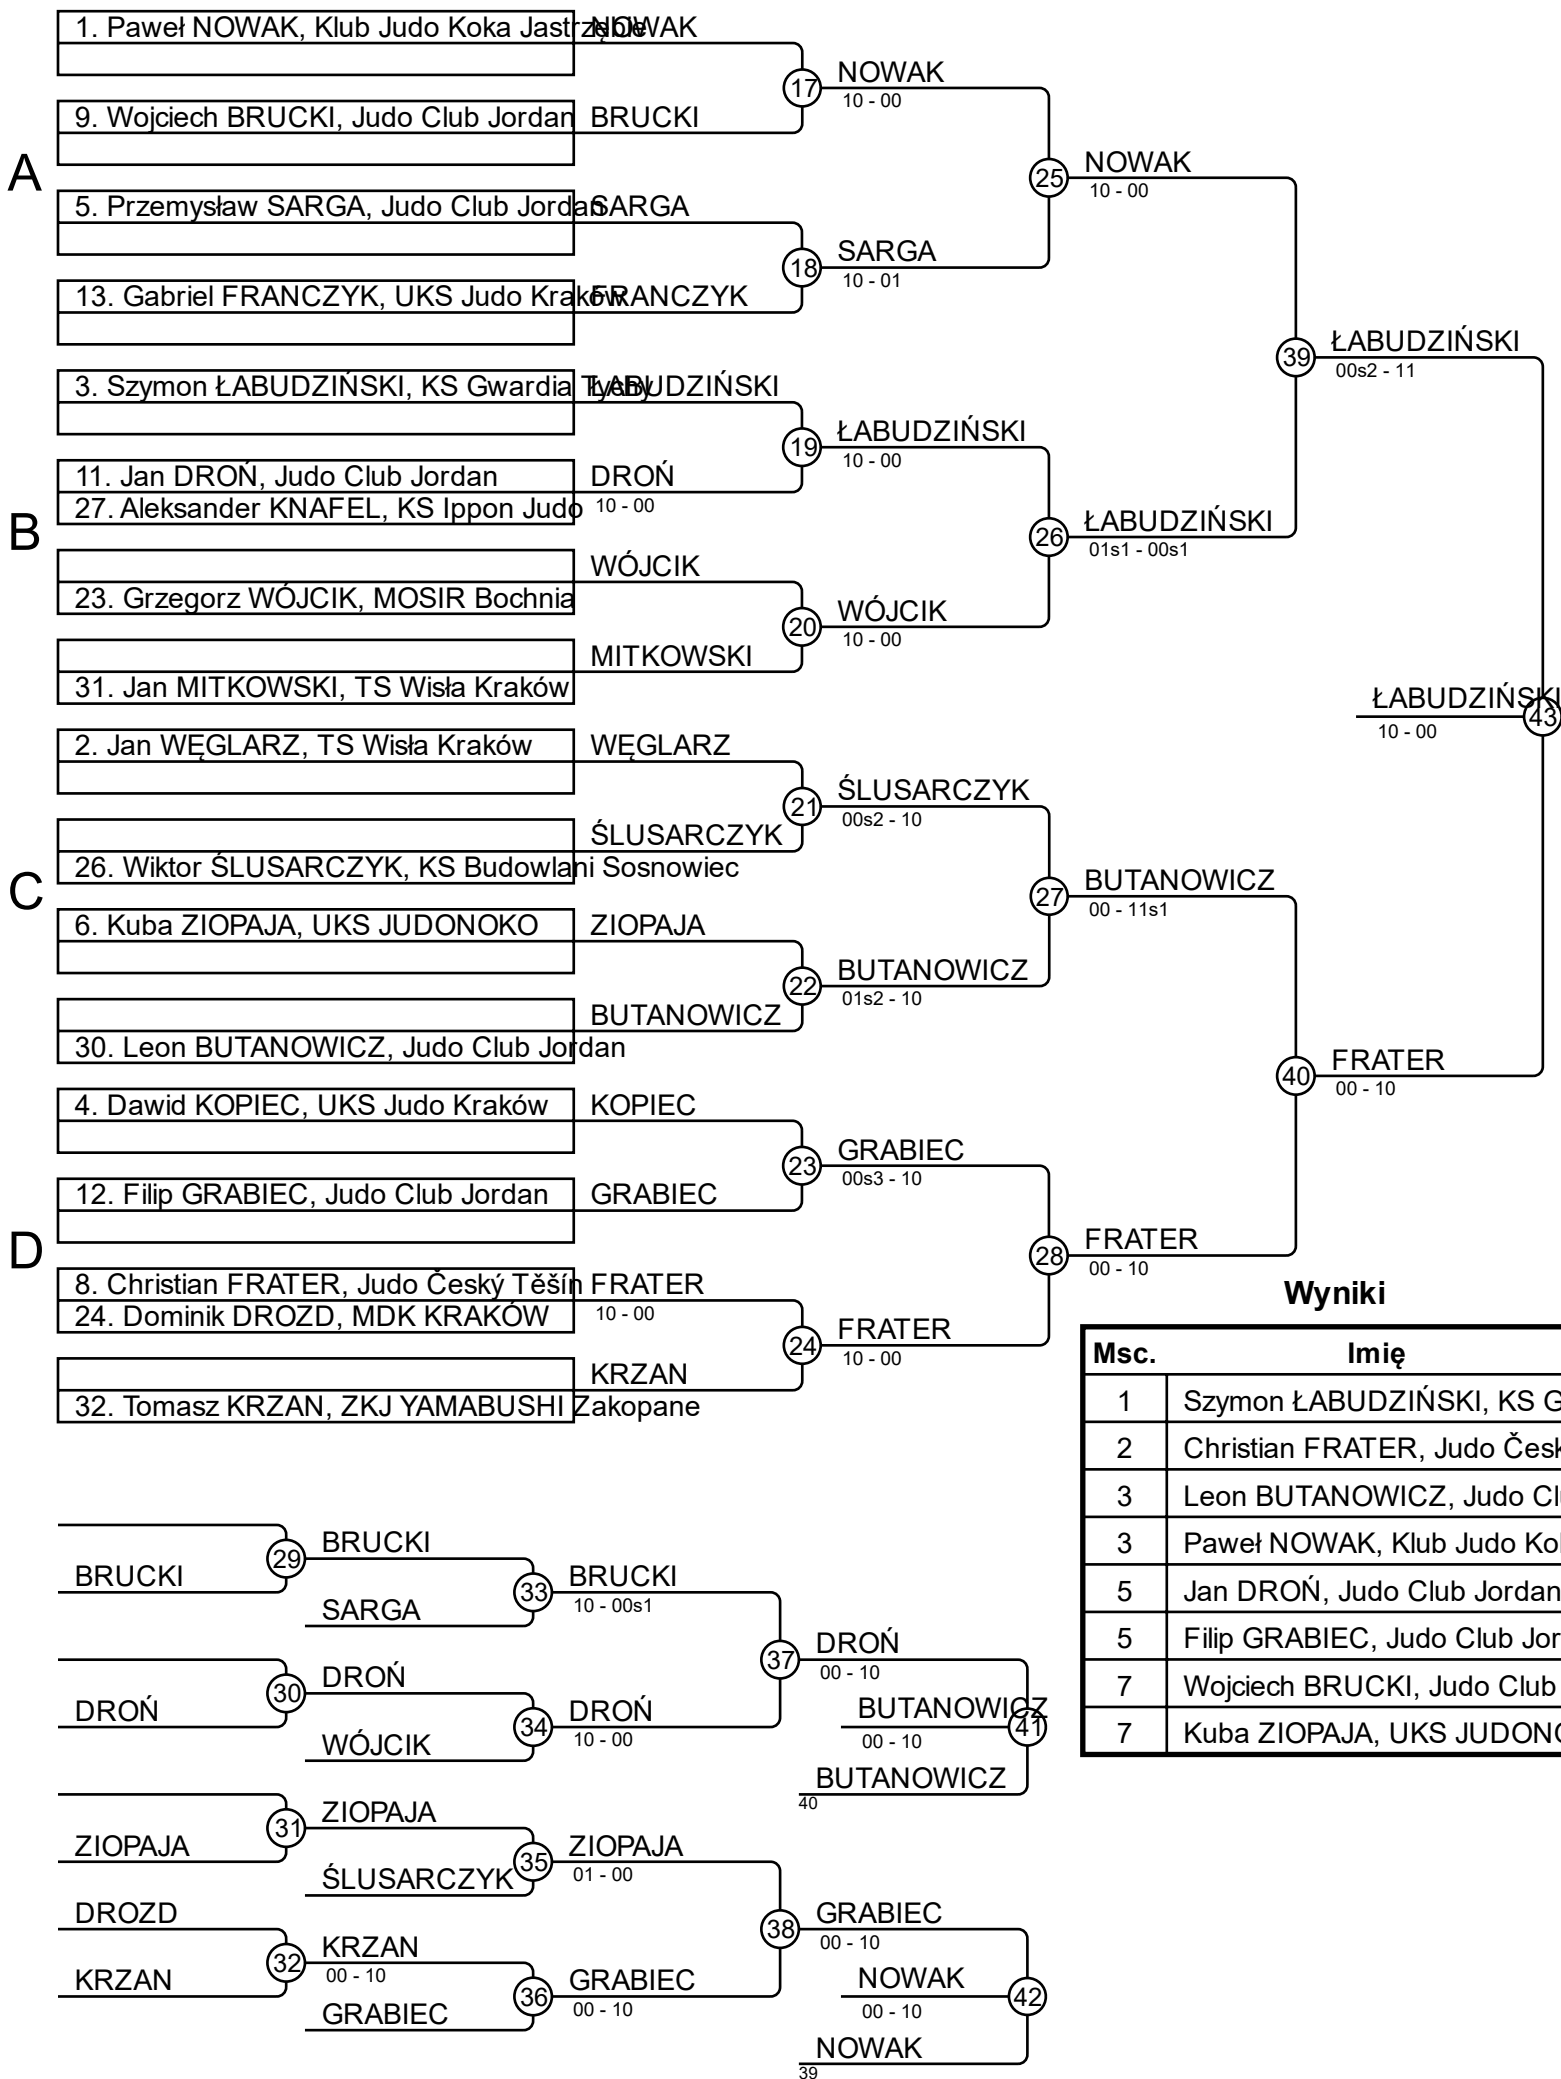 1. Paweł NOWAK, Klub Judo Koka Jastrzębie
NOWAK
17
NOWAK
10 - 00
9. Wojciech BRUCKI, Judo Club Jordan
BRUCKI
A
25
NOWAK
10 - 00
5. Przemysław SARGA, Judo Club Jordan
SARGA
18
SARGA
10 - 01
13. Gabriel FRANCZYK, UKS Judo Kraków
FRANCZYK
39
ŁABUDZIŃSKI
00s2 - 11
3. Szymon ŁABUDZIŃSKI, KS Gwardia Tychy
ŁABUDZIŃSKI
19
ŁABUDZIŃSKI
10 - 00
11. Jan DROŃ, Judo Club Jordan
DROŃ
27. Aleksander KNAFEL, KS Ippon Judo
10 - 00
B
26
ŁABUDZIŃSKI
01s1 - 00s1
WÓJCIK
23. Grzegorz WÓJCIK, MOSIR Bochnia
20
WÓJCIK
10 - 00
MITKOWSKI
31. Jan MITKOWSKI, TS Wisła Kraków
ŁABUDZIŃSKI
43
10 - 00
2. Jan WĘGLARZ, TS Wisła Kraków
WĘGLARZ
21
ŚLUSARCZYK
00s2 - 10
ŚLUSARCZYK
26. Wiktor ŚLUSARCZYK, KS Budowlani Sosnowiec
C
27
BUTANOWICZ
00 - 11s1
6. Kuba ZIOPAJA, UKS JUDONOKO
ZIOPAJA
22
BUTANOWICZ
01s2 - 10
BUTANOWICZ
30. Leon BUTANOWICZ, Judo Club Jordan
40
FRATER
00 - 10
4. Dawid KOPIEC, UKS Judo Kraków
KOPIEC
23
GRABIEC
00s3 - 10
12. Filip GRABIEC, Judo Club Jordan
GRABIEC
D
28
FRATER
00 - 10
8. Christian FRATER, Judo Český Těšín
FRATER
24. Dominik DROZD, MDK KRAKÓW
10 - 00
24
FRATER
10 - 00
KRZAN
32. Tomasz KRZAN, ZKJ YAMABUSHI Zakopane
Wyniki
Msc. Imię
1 Szymon ŁABUDZIŃSKI, KS G
2 Christian FRATER, Judo Česk
3 Leon BUTANOWICZ, Judo Cl
3 Paweł NOWAK, Klub Judo Ko
5 Jan DROŃ, Judo Club Jordan
5 Filip GRABIEC, Judo Club Jor
7 Wojciech BRUCKI, Judo Club
7 Kuba ZIOPAJA, UKS JUDONO
BRUCKI
29
BRUCKI
SARGA
33
BRUCKI
10 - 00s1
DROŃ
30
DROŃ
WÓJCIK
34
DROŃ
10 - 00
37
DROŃ
00 - 10
BUTANOWICZ
41
00 - 10
BUTANOWICZ
40
ZIOPAJA
31
ZIOPAJA
ŚLUSARCZYK
35
ZIOPAJA
01 - 00
DROZD
KRZAN
32
KRZAN
00 - 10
GRABIEC
36
GRABIEC
00 - 10
38
GRABIEC
00 - 10
NOWAK
42
00 - 10
NOWAK
39